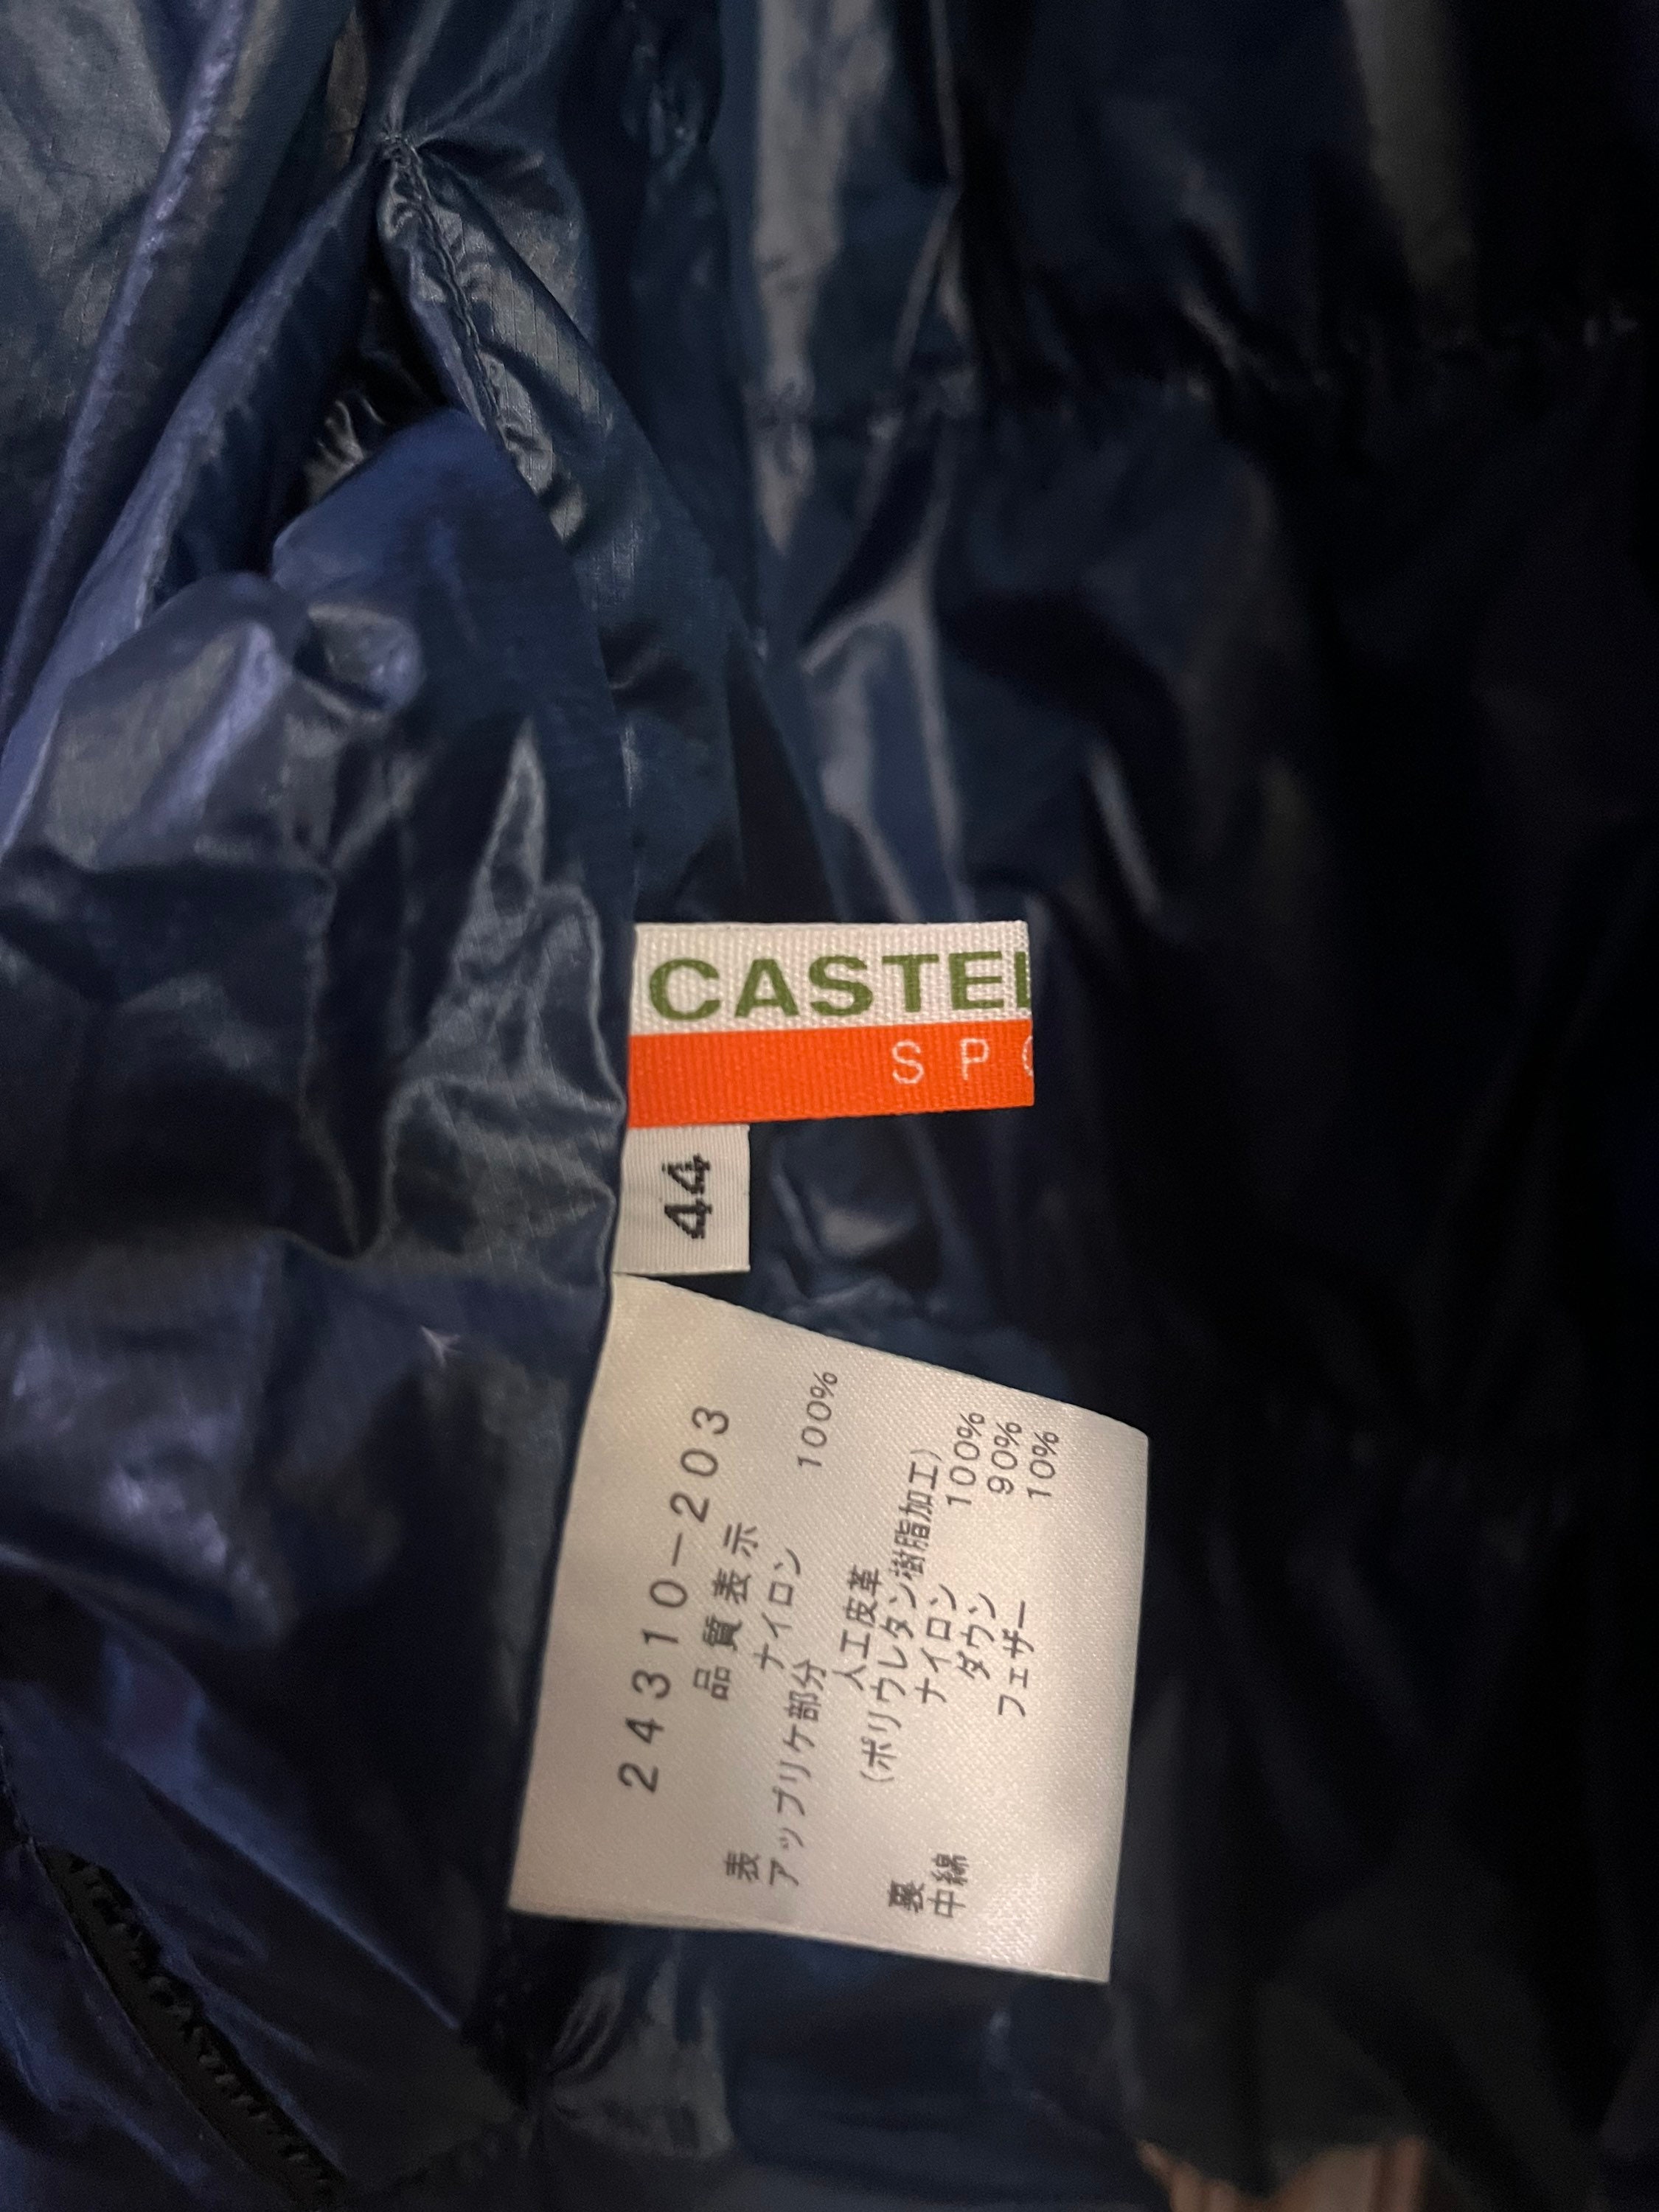 CASTEL
SPO
44
24310-203
品質表示
表 ナイロン 100%
アップリケ部分
人工皮革
(ポリウレタン樹脂加工)
裏 ナイロン 100%
中綿 ダウン 90%
フェザー 10%